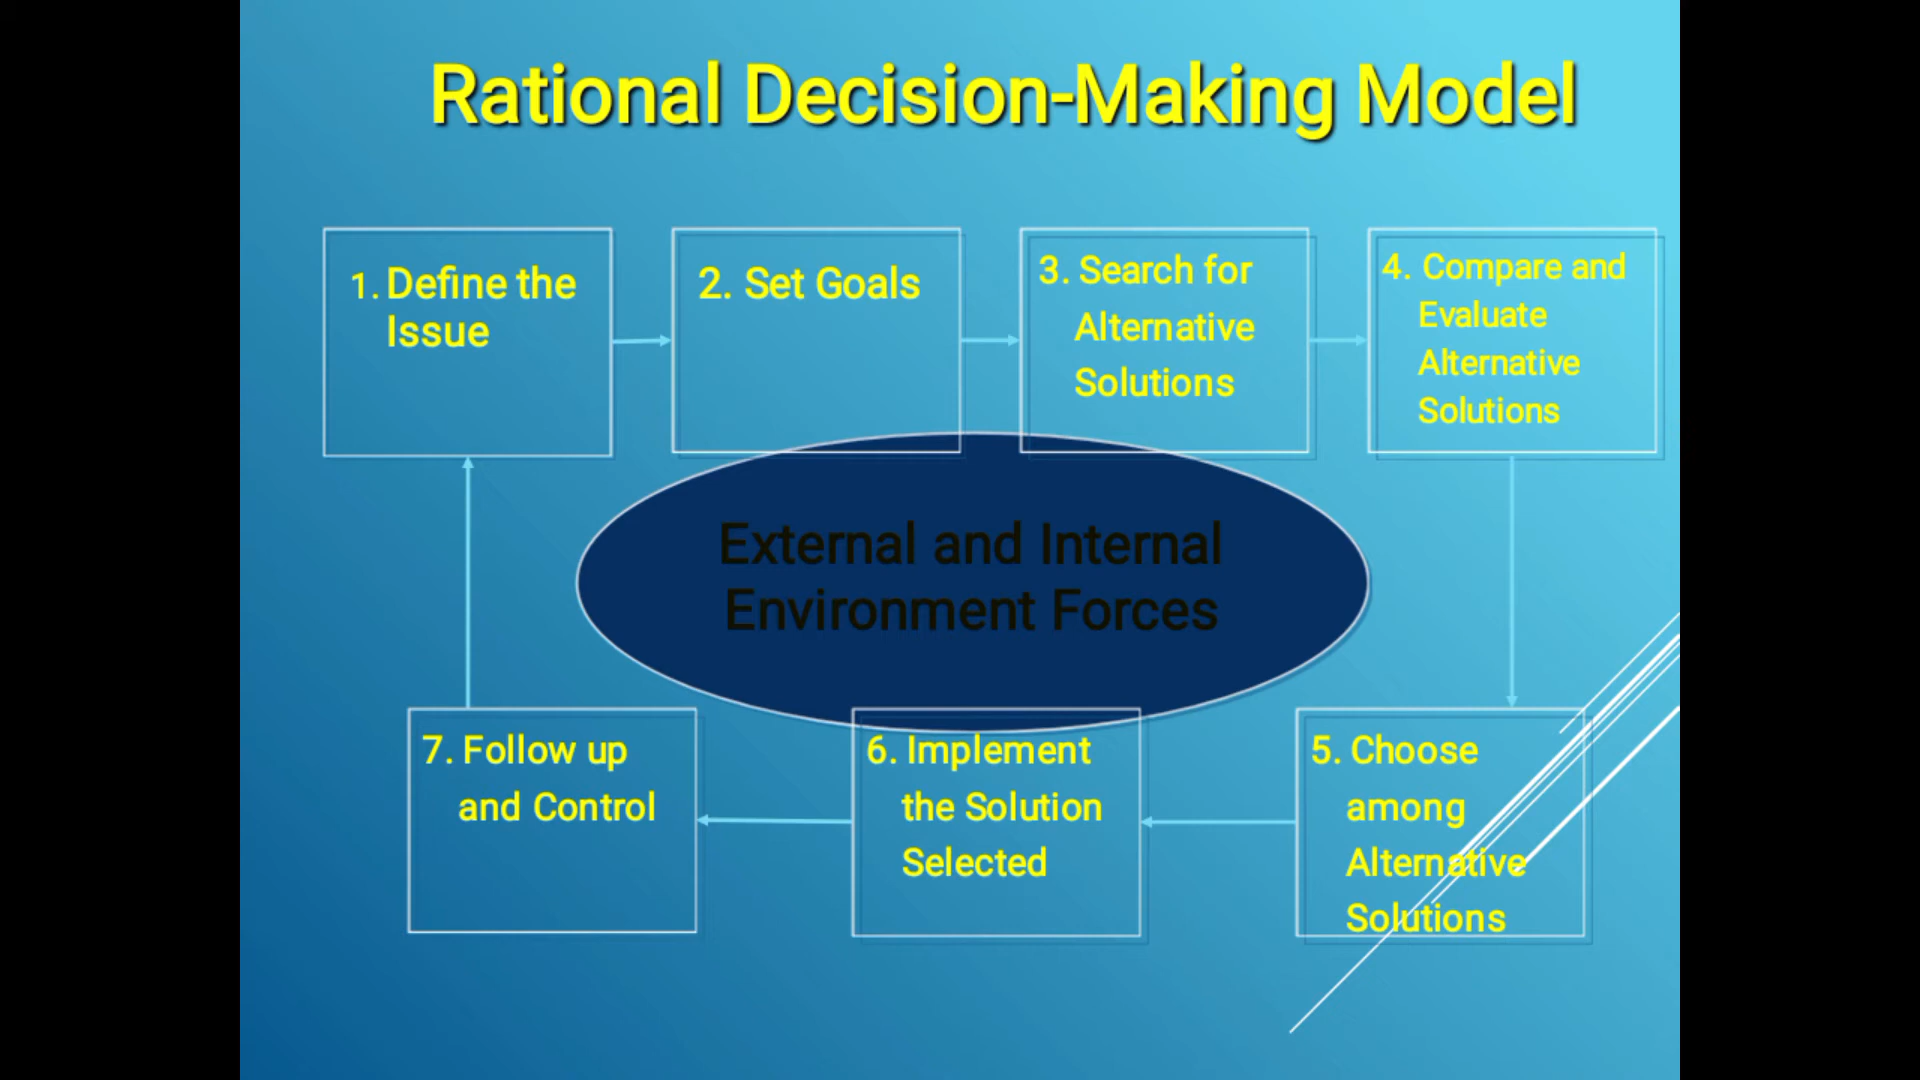 Rational Decision-Making Model
1. Define the
Issue
2. Set Goals
3. Search for
Alternative
Solutions
4. Compare and
Evaluate
Alternative
Solutions
External and Internal
Environment Forces
5. Choose
among
Alternative
Solutions
6. Implement
the Solution
Selected
7. Follow up
and Control